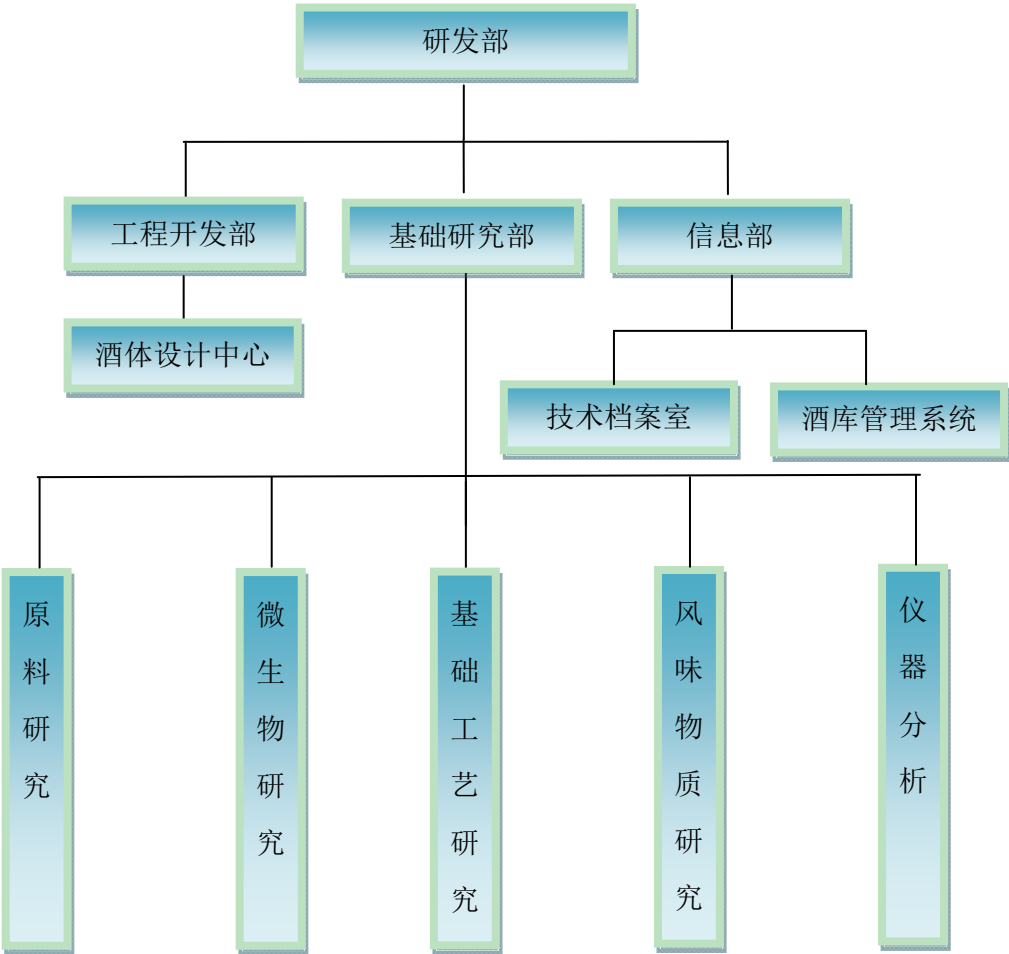 研发部
工程开发部
基础研究部
信息部
酒体设计中心
技术档案室
酒库管理系统
原料研究
微生物研究
基础工艺研究
风味物质研究
仪器分析